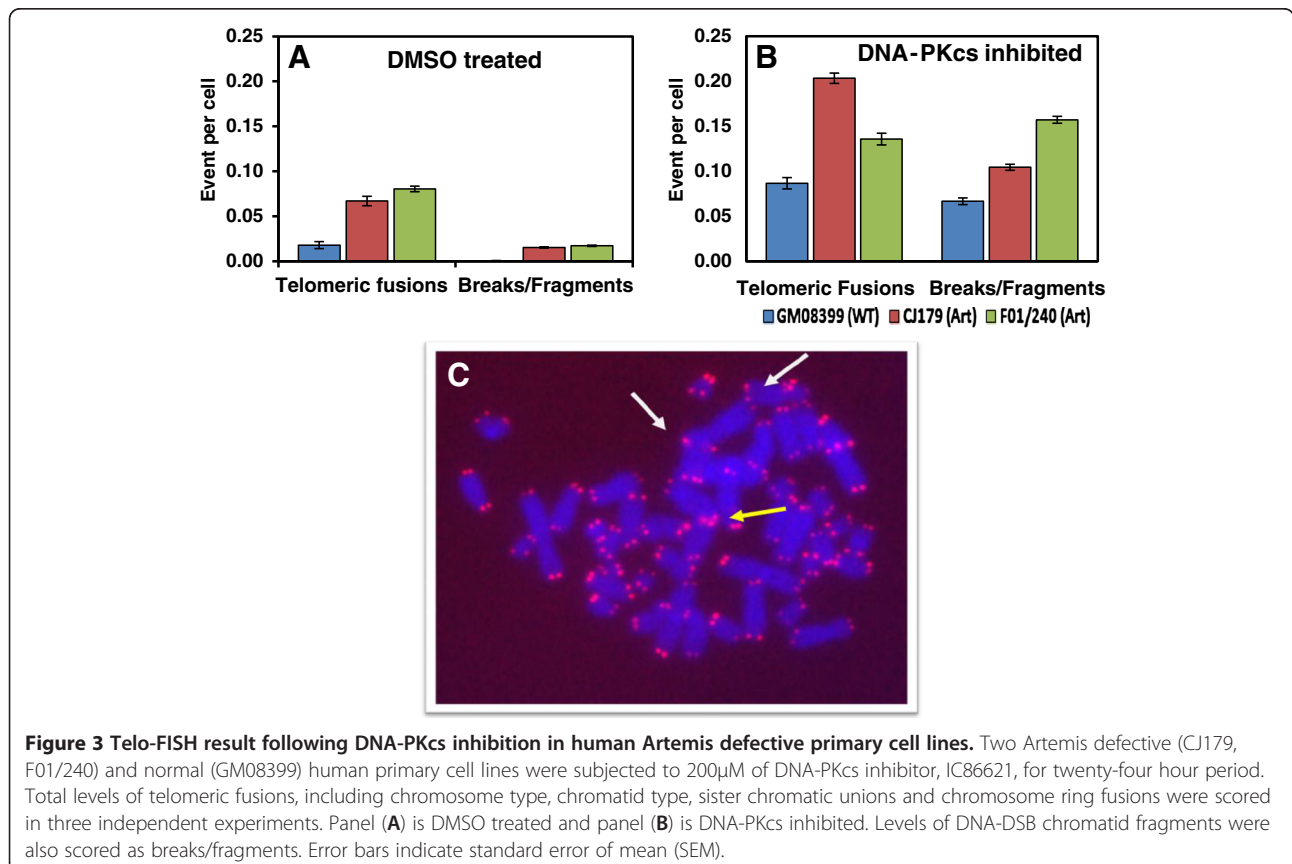 0.25
0.20
0.15
0.10
0.05
0.00
Event per cell
A
DMSO treated
Telomeric fusions Breaks/Fragments
0.25
0.20
0.15
0.10
0.05
0.00
Event per cell
B
DNA-PKcs inhibited
Telomeric Fusions Breaks/Fragments
GM08399 (WT) CJ179 (Art) F01/240 (Art)
C
Figure 3 Telo-FISH result following DNA-PKcs inhibition in human Artemis defective primary cell lines. Two Artemis defective (CJ179,
F01/240) and normal (GM08399) human primary cell lines were subjected to 200μM of DNA-PKcs inhibitor, IC86621, for twenty-four hour period.
Total levels of telomeric fusions, including chromosome type, chromatid type, sister chromatic unions and chromosome ring fusions were scored
in three independent experiments. Panel (A) is DMSO treated and panel (B) is DNA-PKcs inhibited. Levels of DNA-DSB chromatid fragments were
also scored as breaks/fragments. Error bars indicate standard error of mean (SEM).